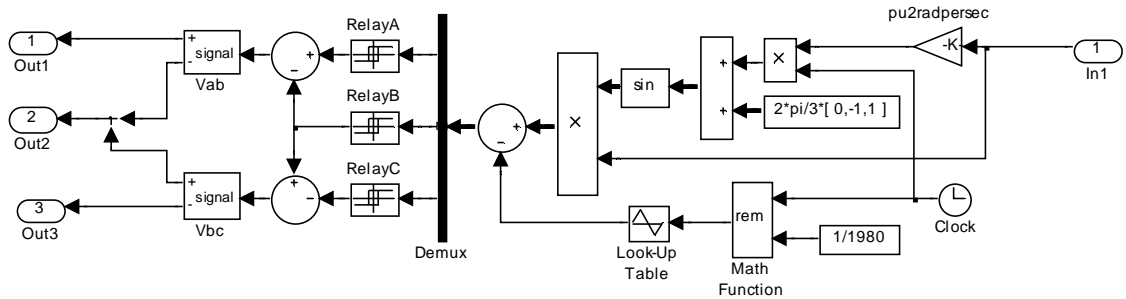 pu2radpersec
1
Out1
+
-
signal
Vab
−
+
RelayA
+
+
sin
×
-K
1
In1
2
Out2
RelayB
+
−
×
2*pi/3*[ 0,-1,1 ]
3
Out3
+
-
signal
Vbc
+
−
RelayC
Demux
Look-Up
Table
rem
Math
Function
1/1980
Clock